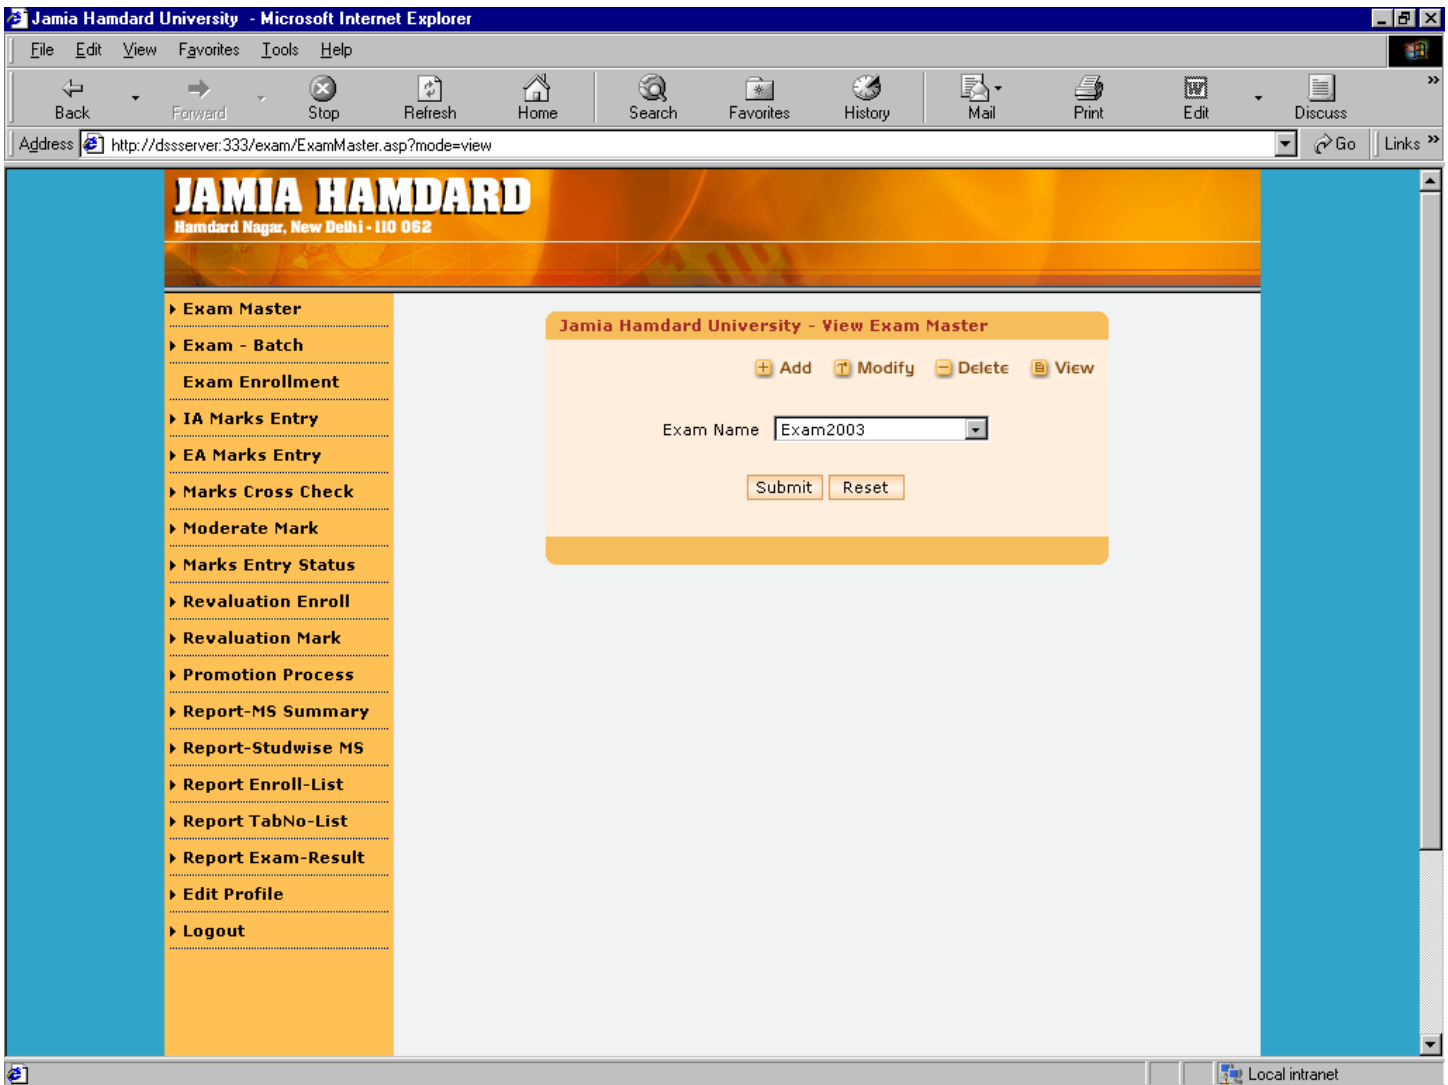 Jamia Hamdard University - Microsoft Internet Explorer
File Edit View Favorites Tools Help
Back Forward Stop Refresh Home Search Favorites History Mail Print Edit Discuss »
Address http://dssserver:333/exam/ExamMaster.asp?mode=view Go Links »
JAMIA HAMDARD
Hamdard Nagar, New Delhi - 110 062
Exam Master
Exam - Batch
Exam Enrollment
IA Marks Entry
EA Marks Entry
Marks Cross Check
Moderate Mark
Marks Entry Status
Revaluation Enroll
Revaluation Mark
Promotion Process
Report-MS Summary
Report-Studwise MS
Report Enroll-List
Report TabNo-List
Report Exam-Result
Edit Profile
Logout
Jamia Hamdard University - View Exam Master
Add Modify Delete View
Exam Name Exam2003
Submit Reset
Local intranet